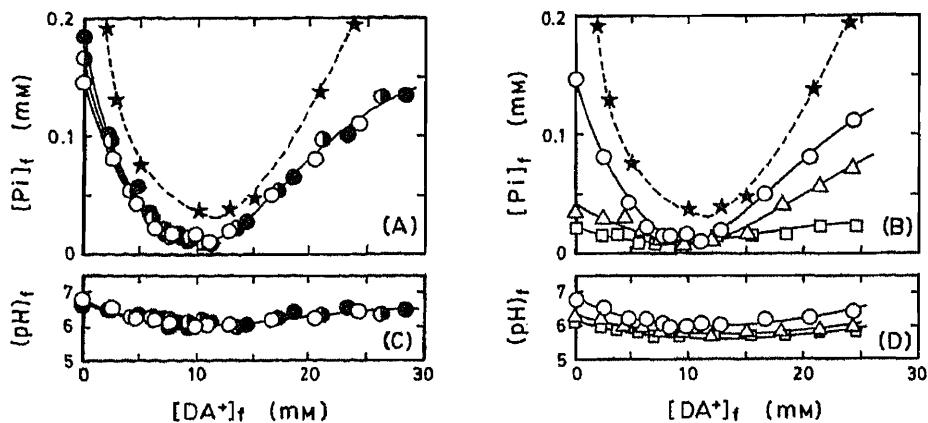 0.2
0.1
0
[Pi]f (mM)
(A)
7
6
5
(pH)f
(C)
0 10 20 30
[DA+]f (mM)
0.2
0.1
0
[Pi]f (mM)
(B)
7
6
5
(pH)f
(D)
0 10 20 30
[DA+]f (mM)